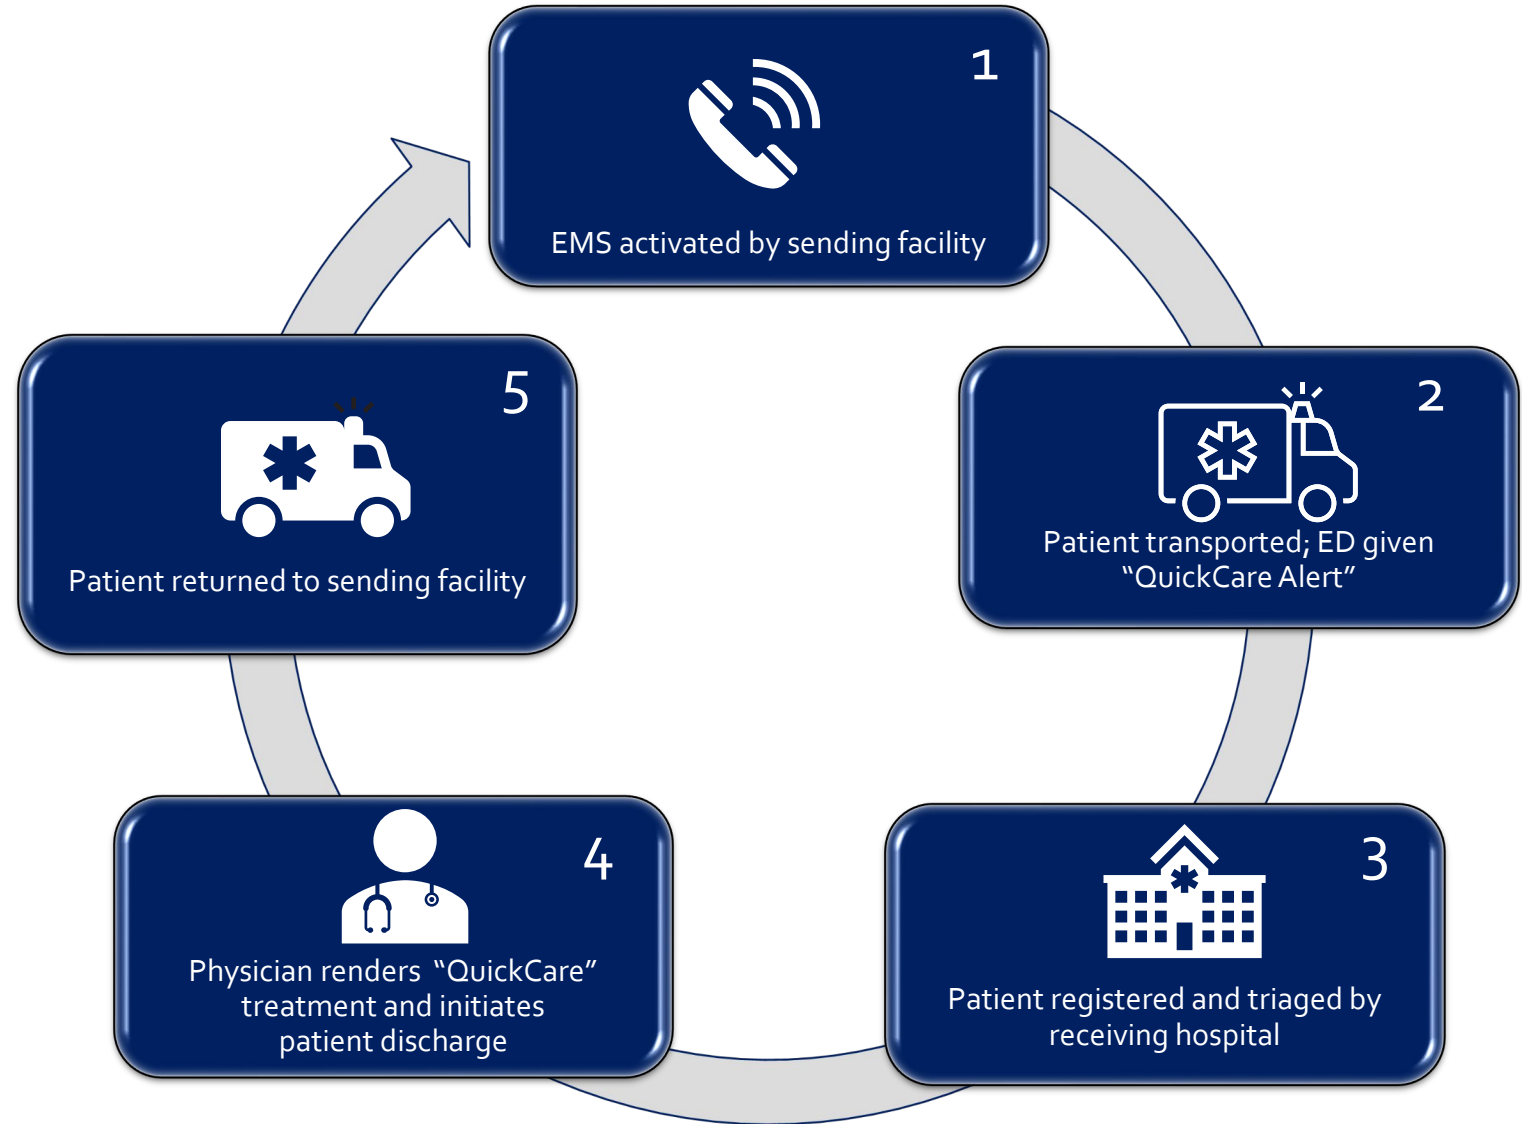 1
EMS activated by sending facility
2
Patient transported; ED given
“QuickCare Alert”
3
Patient registered and triaged by
receiving hospital
4
Physician renders “QuickCare”
treatment and initiates
patient discharge
5
Patient returned to sending facility